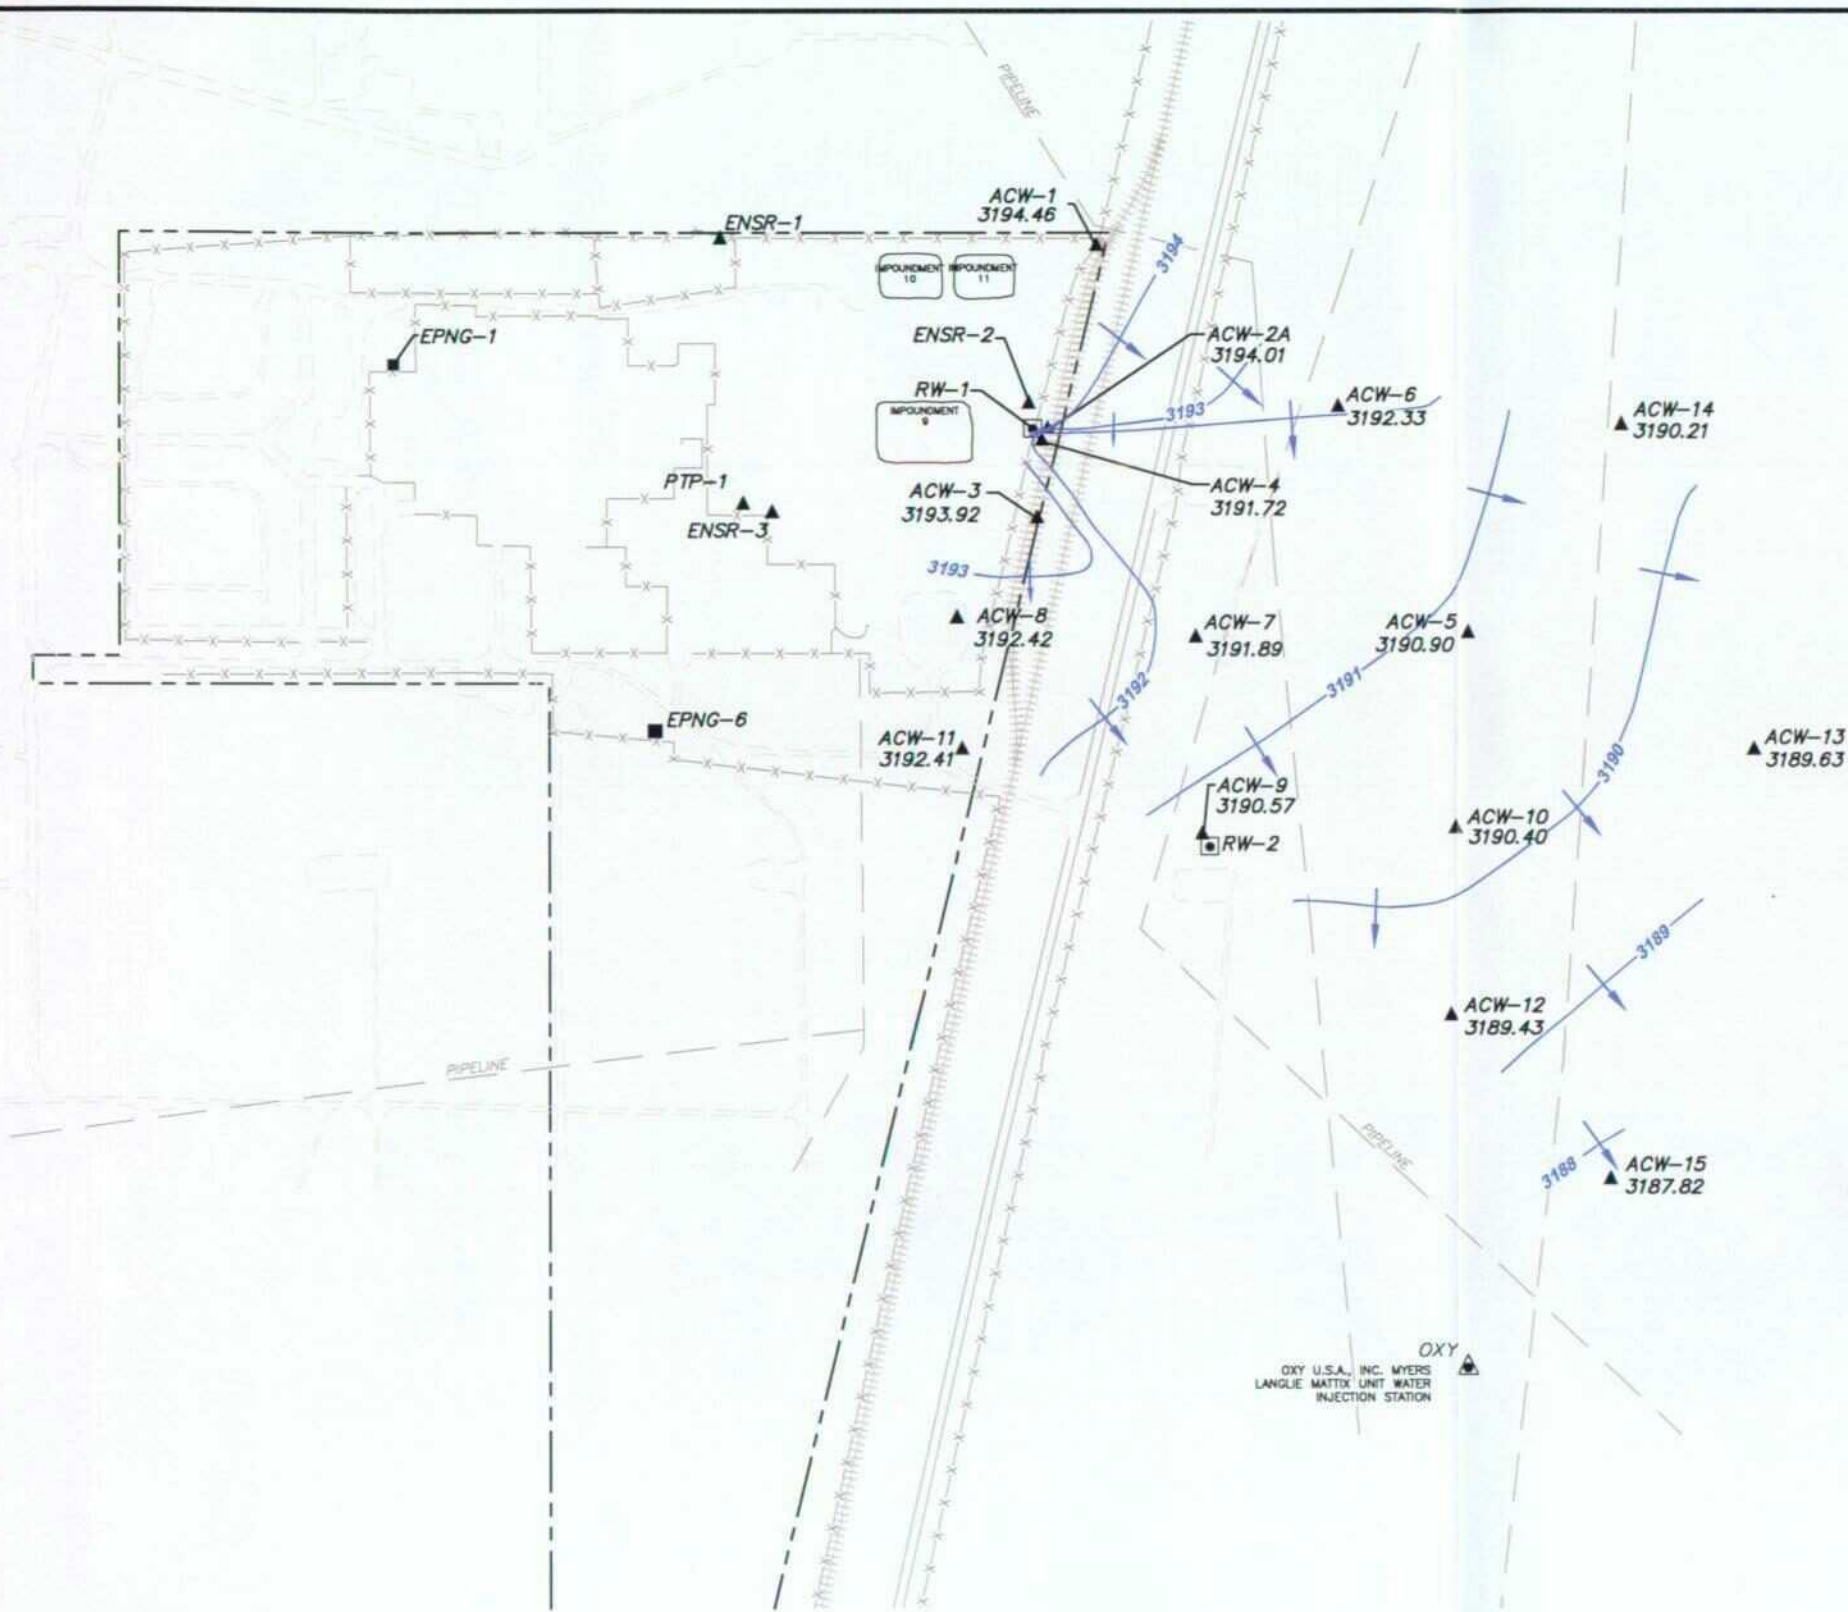 PIPELINE
ACW-1
3194.46
ENSR-1
3194
IMPOUNDMENT
10
IMPOUNDMENT
11
EPNG-1
ENSR-2
ACW-2A
3194.01
RW-1
IMPOUNDMENT
9
3193
ACW-6
3192.33
ACW-14
3190.21
PTP-1
ENSR-3
ACW-3
3193.92
ACW-4
3191.72
3193
ACW-8
3192.42
ACW-7
3191.89
ACW-5
3190.90
3192
3191
EPNG-6
ACW-11
3192.41
3190
ACW-13
3189.63
ACW-9
3190.57
RW-2
ACW-10
3190.40
3189
ACW-12
3189.43
PIPELINE
PIPELINE
3188
ACW-15
3187.82
OXY
OXY U.S.A., INC. MYERS
LANGLIE MATTIX UNIT WATER
INJECTION STATION